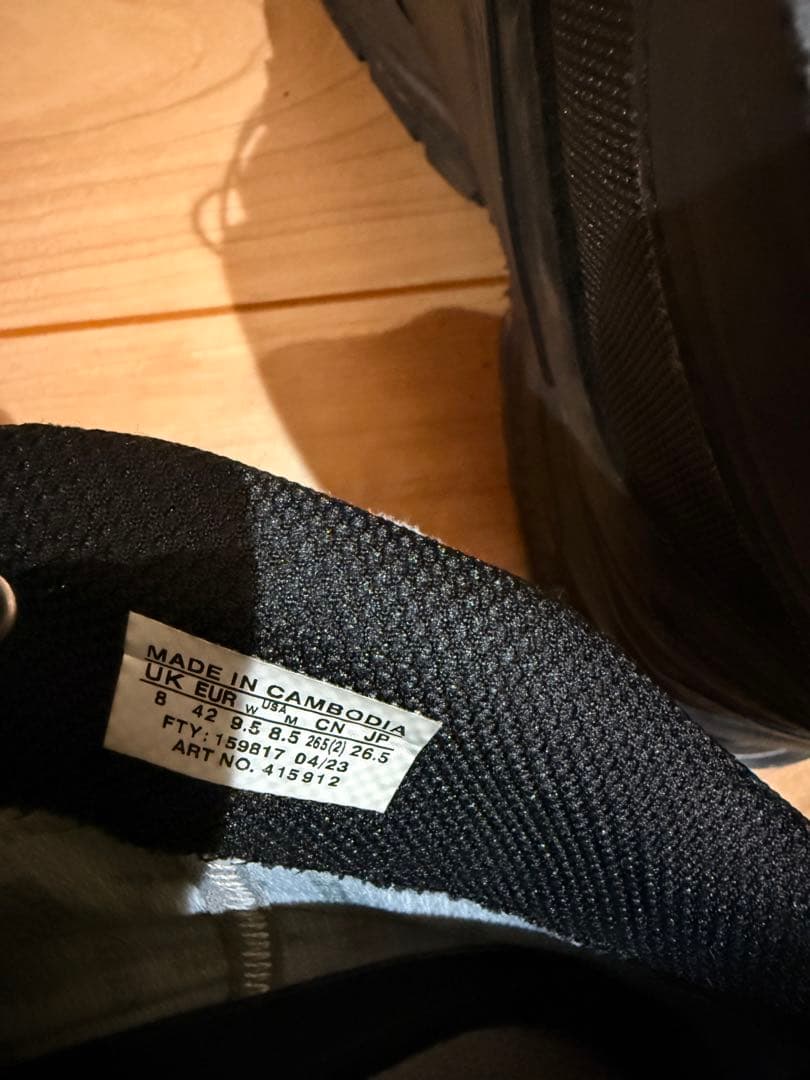 MADE IN CAMBODIA
UK EUR USA CN JP
W M
8 42 9.5 8.5 265(2) 26.5
FTY: 159817 04/23
ART NO. 415912